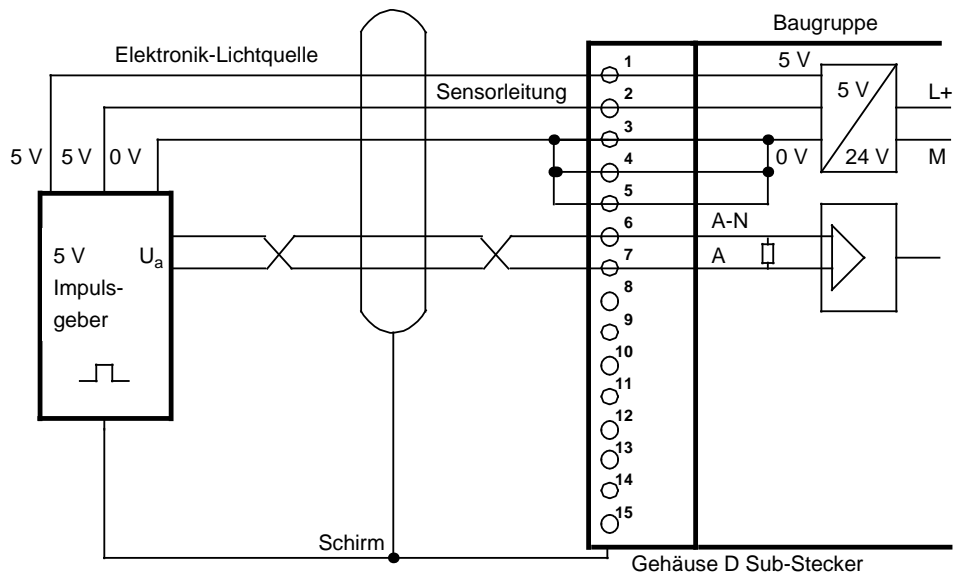 Baugruppe
Elektronik-Lichtquelle
1
5 V
5 V
L+
Sensorleitung
2
3
5 V 5 V 0 V
0 V
24 V
M
4
5
6
A-N
5 V
Impuls-
geber
Ua
7
A
8
9
10
11
12
13
14
15
Schirm
Gehäuse D Sub-Stecker